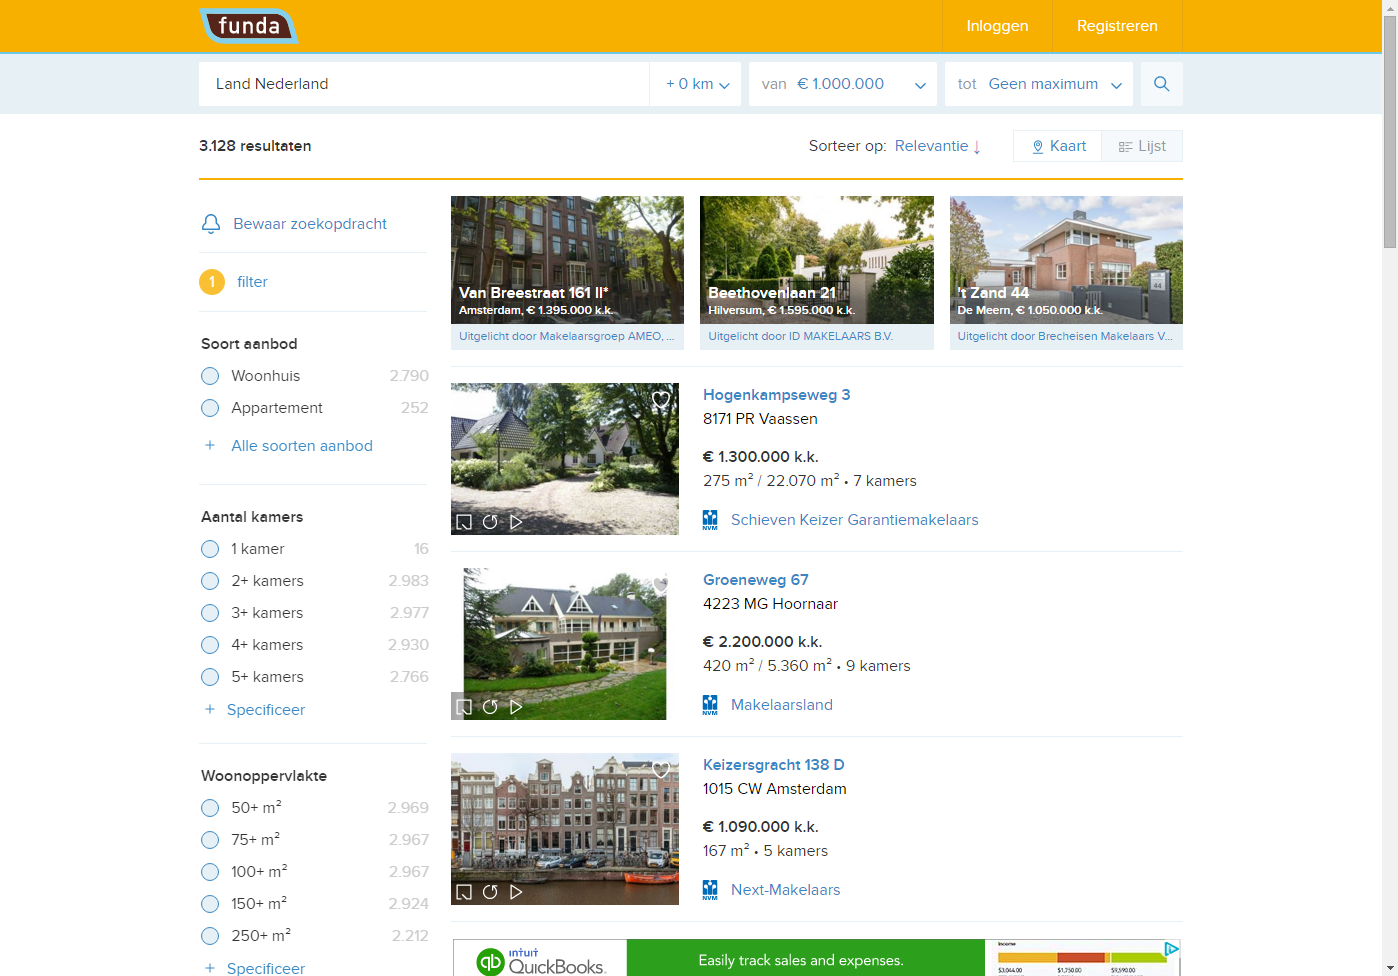 funda
Inloggen
Registreren
Land Nederland
+ 0 km
van € 1.000.000
tot Geen maximum
3.128 resultaten
Sorteer op: Relevantie ↓
Kaart
Lijst
Bewaar zoekopdracht
1 filter
Soort aanbod
Woonhuis 2.790
Appartement 252
+ Alle soorten aanbod
Aantal kamers
1 kamer 16
2+ kamers 2.983
3+ kamers 2.977
4+ kamers 2.930
5+ kamers 2.766
+ Specificeer
Woonoppervlakte
50+ m² 2.969
75+ m² 2.967
100+ m² 2.967
150+ m² 2.924
250+ m² 2.212
+ Specificeer
Van Breestraat 161 II*
Amsterdam, € 1.395.000 k.k.
Uitgelicht door Makelaarsgroep AMEO, ...
Beethovenlaan 21
Hilversum, € 1.595.000 k.k.
Uitgelicht door ID MAKELAARS B.V.
't Zand 44
De Meern, € 1.050.000 k.k.
44
Uitgelicht door Brecheisen Makelaars V...
Hogenkampseweg 3
8171 PR Vaassen
€ 1.300.000 k.k.
275 m² / 22.070 m² • 7 kamers
NVM Schieven Keizer Garantiemakelaars
Groeneweg 67
4223 MG Hoornaar
€ 2.200.000 k.k.
420 m² / 5.360 m² • 9 kamers
NVM Makelaarsland
Keizersgracht 138 D
1015 CW Amsterdam
€ 1.090.000 k.k.
167 m² • 5 kamers
NVM Next-Makelaars
qb intuit QuickBooks.
Easily track sales and expenses.
Income
$3,044.00 $1,750.00 $9,590.00